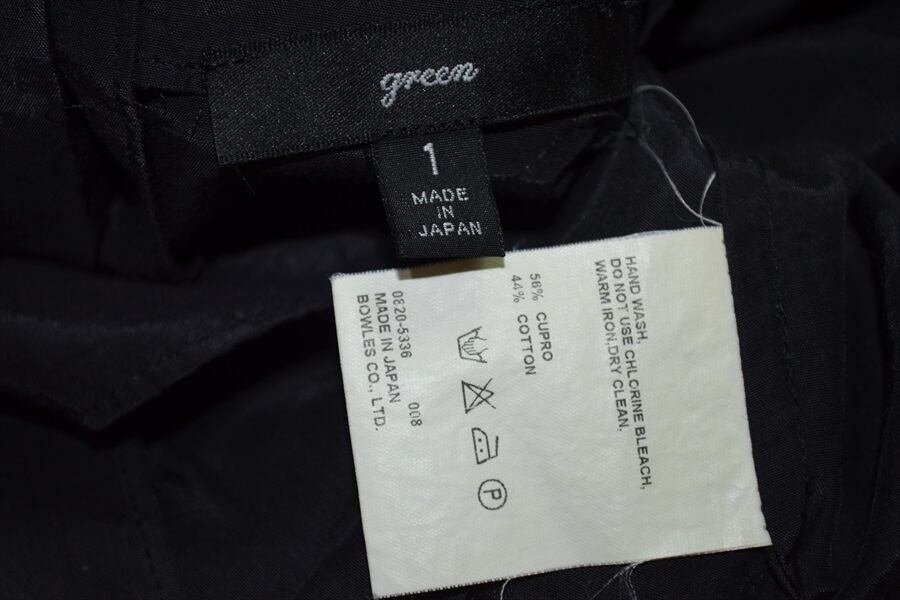 green
1
MADE
IN
JAPAN
HAND WASH,
DO NOT USE CHLORINE BLEACH,
WARM IRON,DRY CLEAN.
56% CUPRO
44% COTTON
P
0820-5336 008
MADE IN JAPAN
BOWLES CO., LTD.